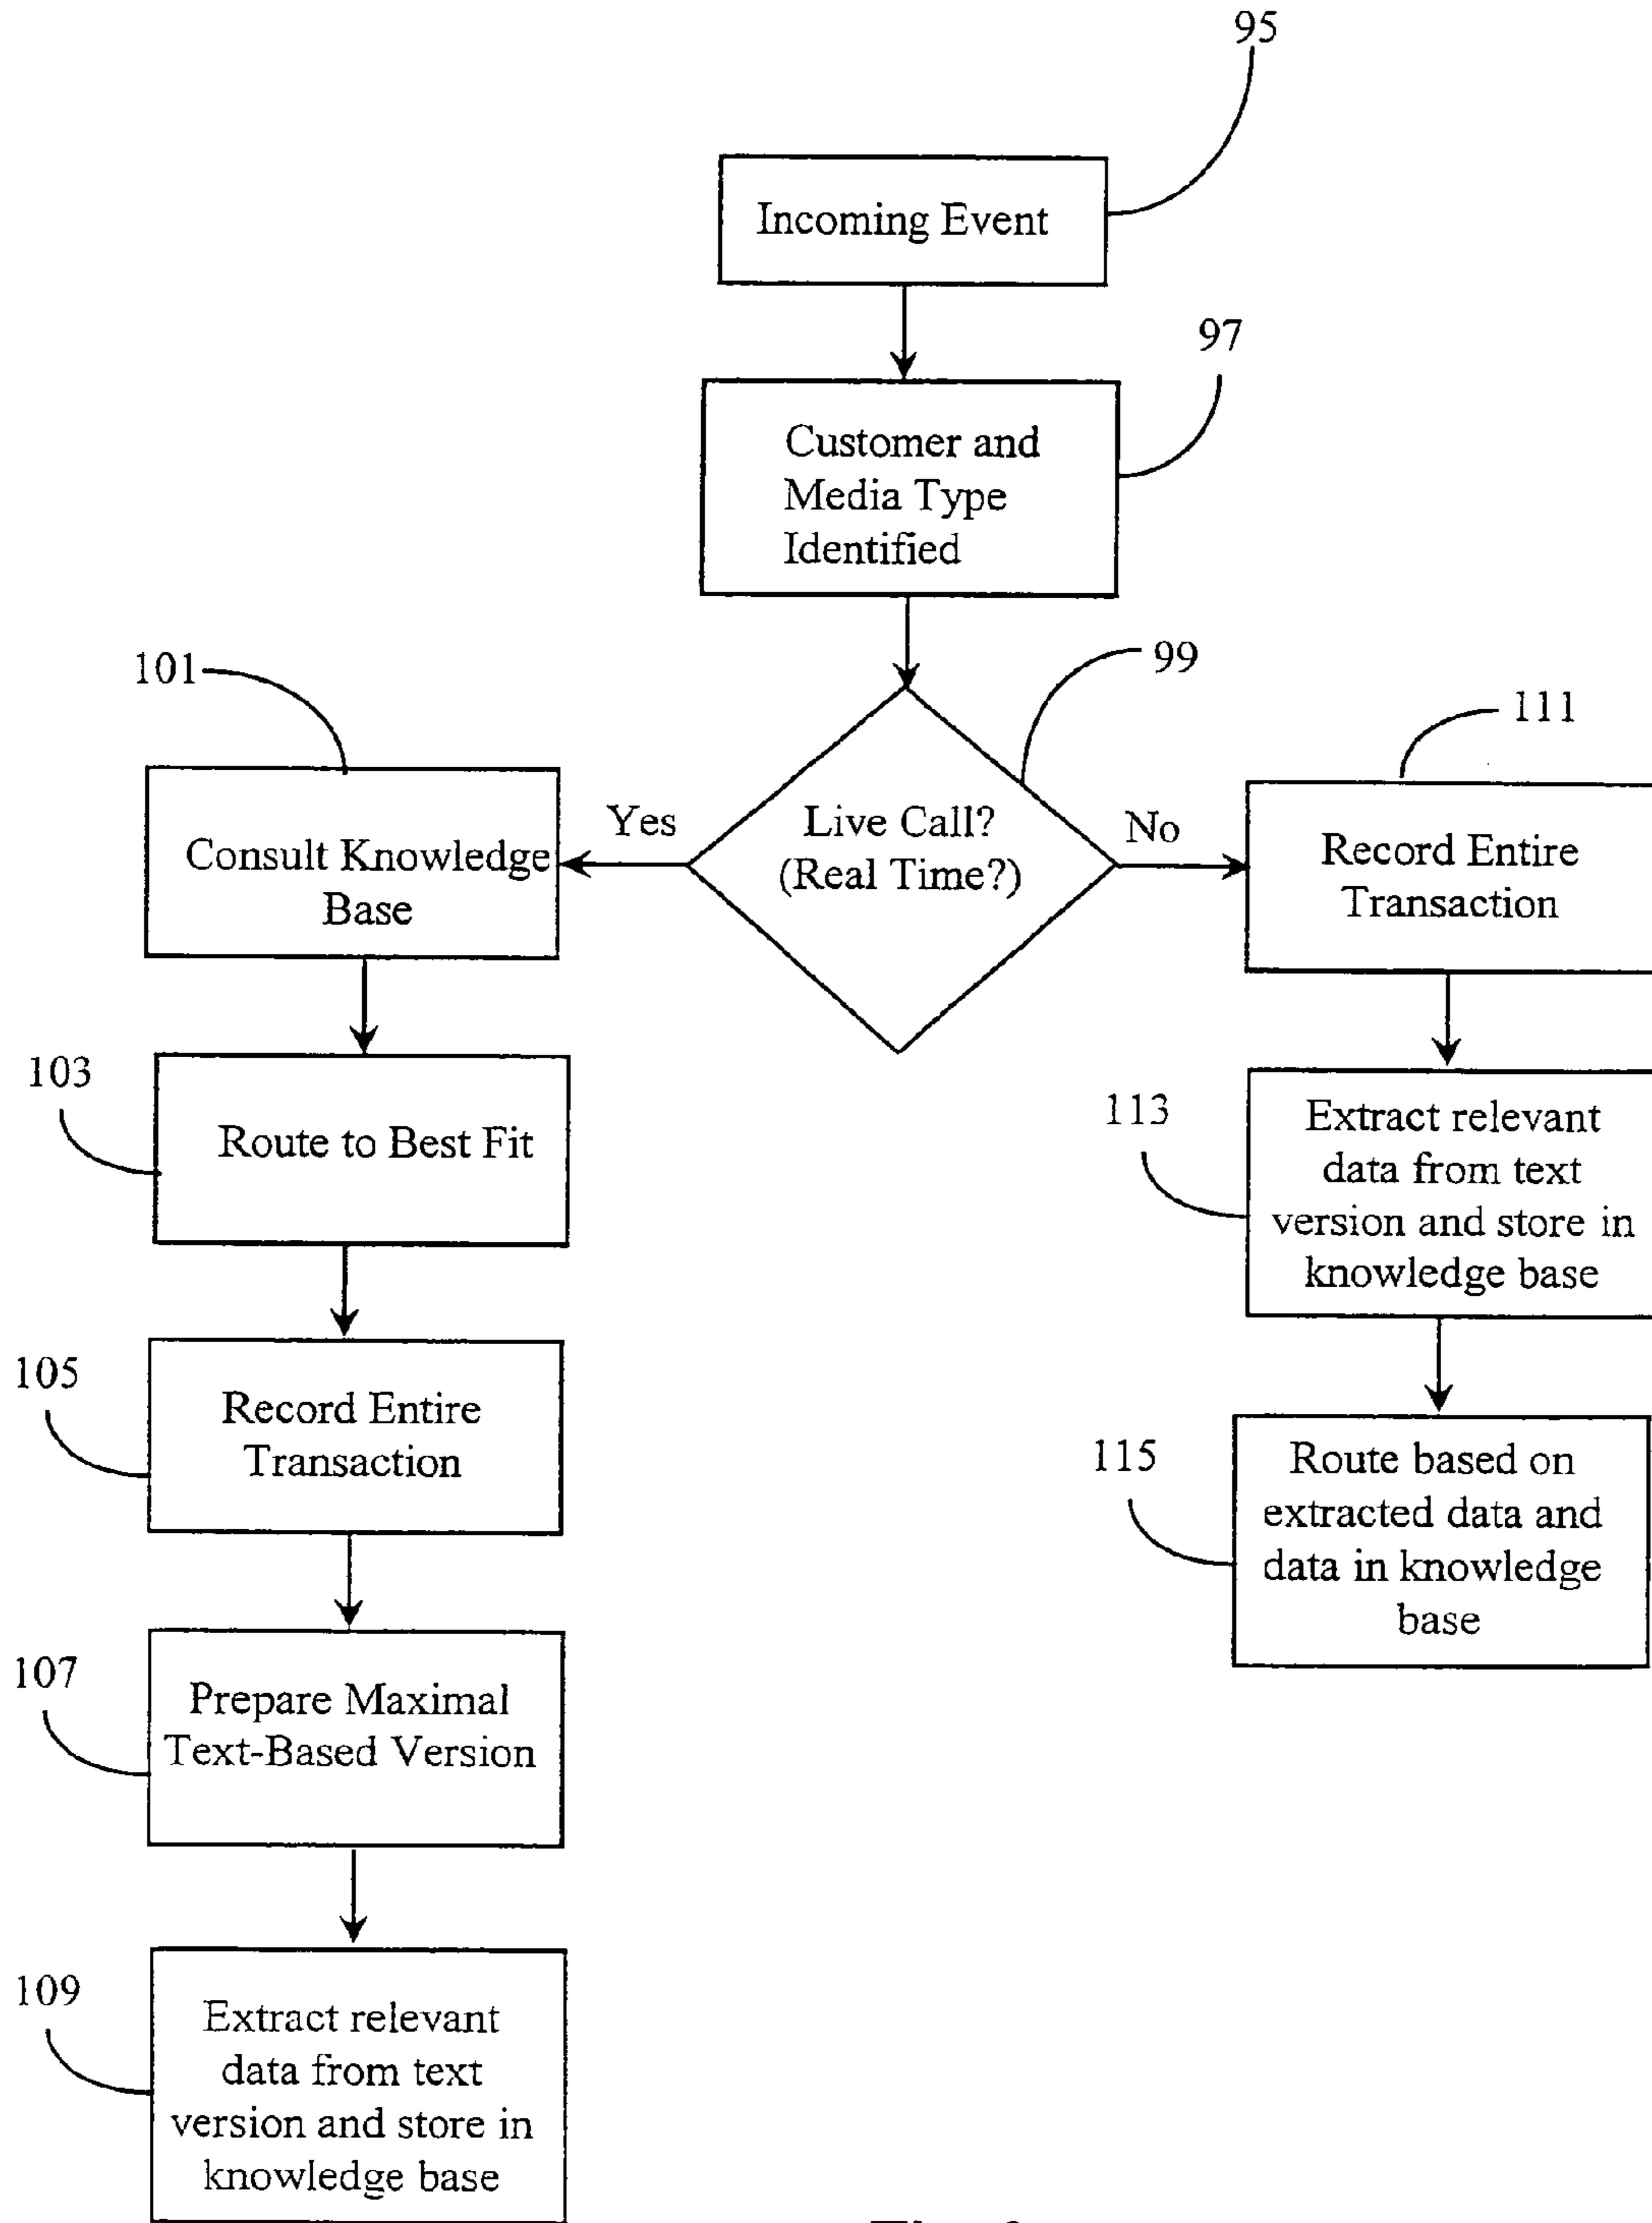 95
Incoming Event
97
Customer and
Media Type
Identified
99
101
111
Yes
Live Call?
(Real Time?)
No
Consult Knowledge
Base
Record Entire
Transaction
103
Route to Best Fit
113
Extract relevant
data from text
version and store in
knowledge base
105
Record Entire
Transaction
115
Route based on
extracted data and
data in knowledge
base
107
Prepare Maximal
Text-Based Version
109
Extract relevant
data from text
version and store in
knowledge base